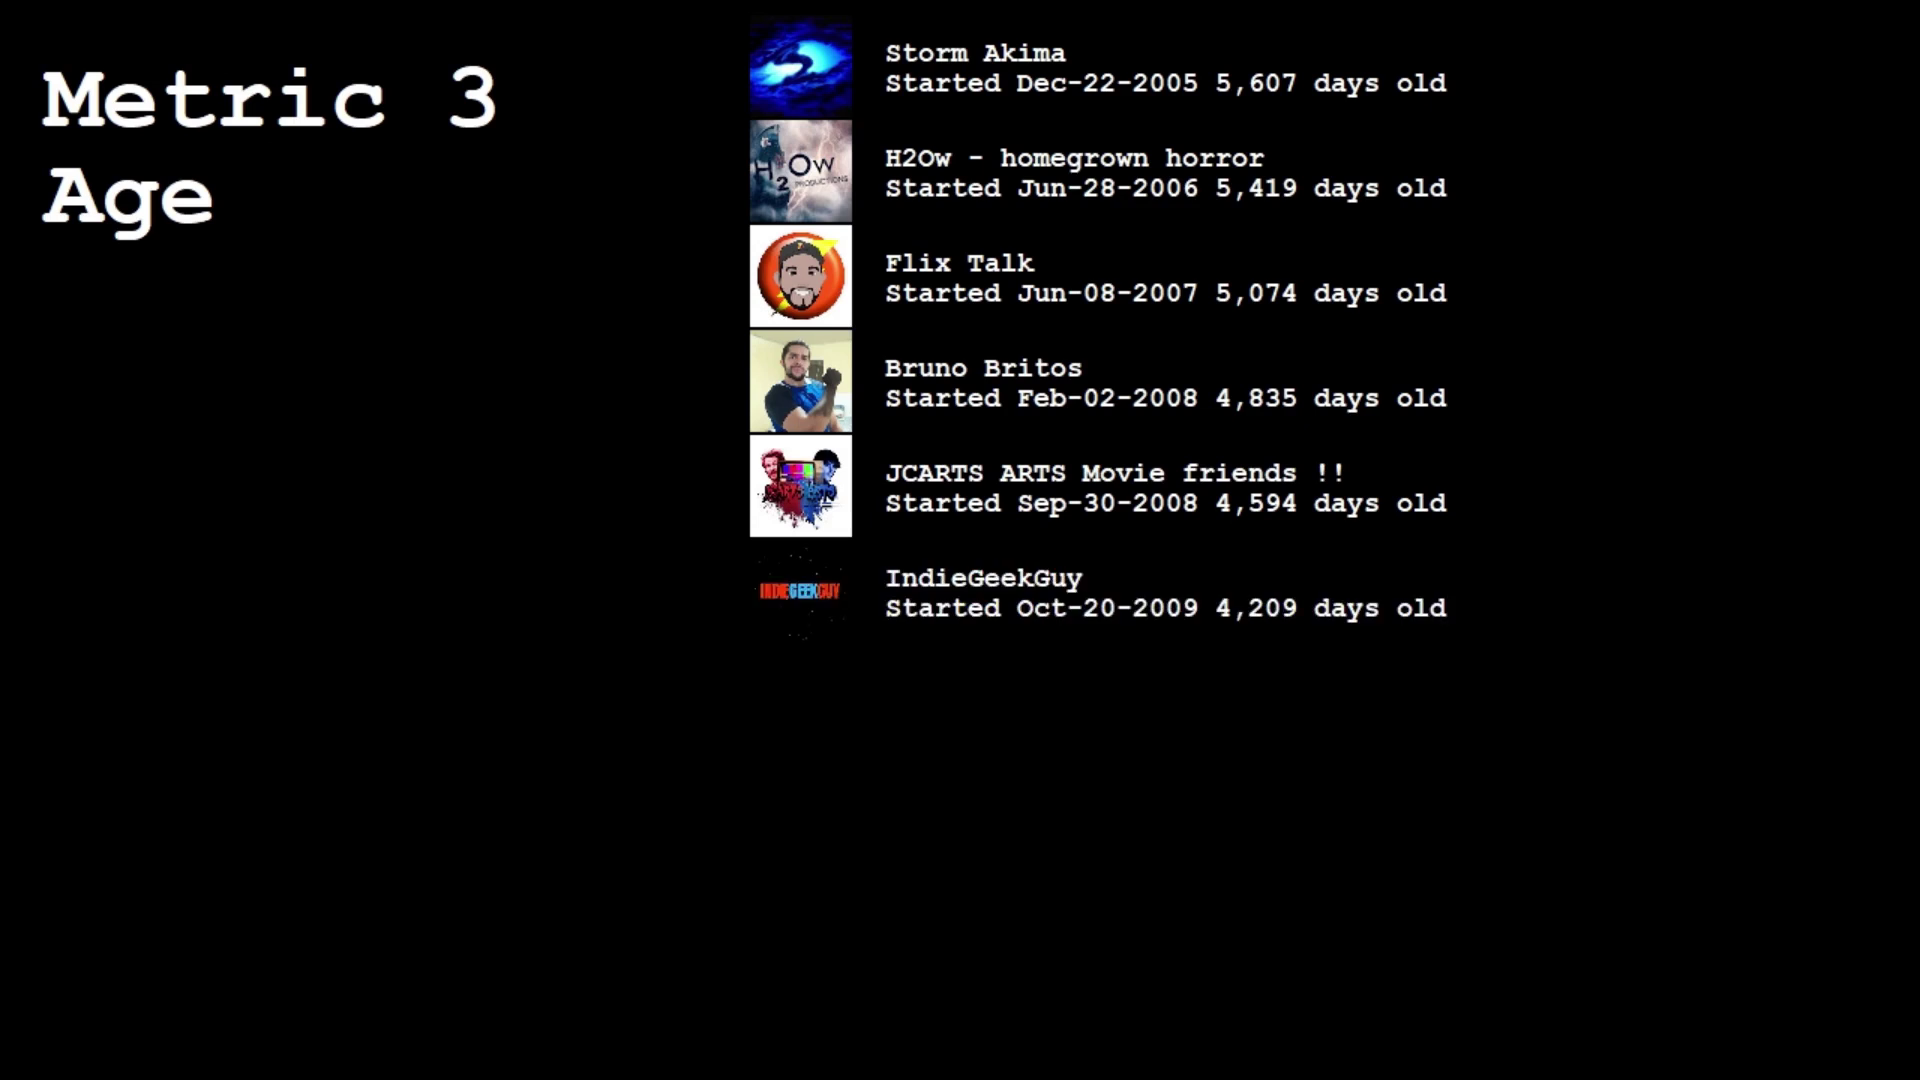 Metric 3
Age
Storm Akima
Started Dec-22-2005 5,607 days old
H2Ow - homegrown horror
Started Jun-28-2006 5,419 days old
Flix Talk
Started Jun-08-2007 5,074 days old
Bruno Britos
Started Feb-02-2008 4,835 days old
JCARTS ARTS Movie friends !!
Started Sep-30-2008 4,594 days old
IndieGeekGuy
Started Oct-20-2009 4,209 days old
H2Ow
PRODUCTIONS
INDIEGEEKGUY